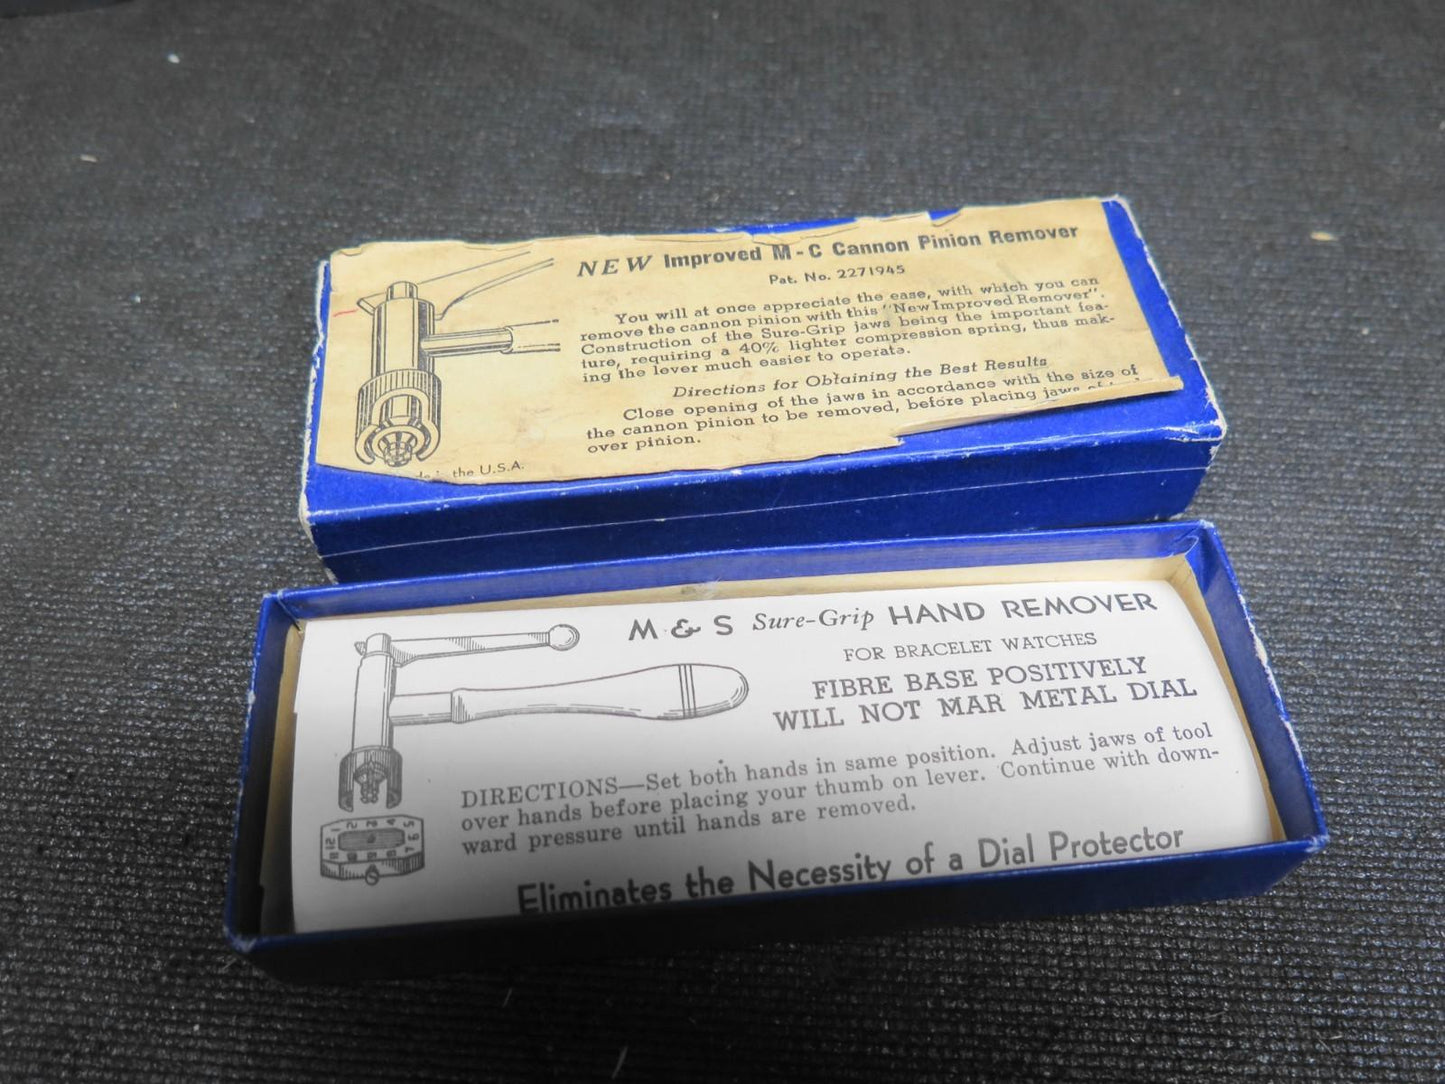 NEW Improved M-C Cannon Pinion Remover
Pat. No. 2271945
You will at once appreciate the ease, with which you can
remove the cannon pinion with this "New Improved Remover".
Construction of the Sure-Grip jaws being the important fea-
ture, requiring a 40% lighter compression spring, thus mak-
ing the lever much easier to operate.
Directions for Obtaining the Best Results
Close opening of the jaws in accordance with the size of
the cannon pinion to be removed, before placing jaws of
over pinion.
in the U.S.A.
M & S Sure-Grip HAND REMOVER
FOR BRACELET WATCHES
FIBRE BASE POSITIVELY
WILL NOT MAR METAL DIAL
DIRECTIONS—Set both hands in same position. Adjust jaws of tool
over hands before placing your thumb on lever. Continue with down-
ward pressure until hands are removed.
Eliminates the Necessity of a Dial Protector